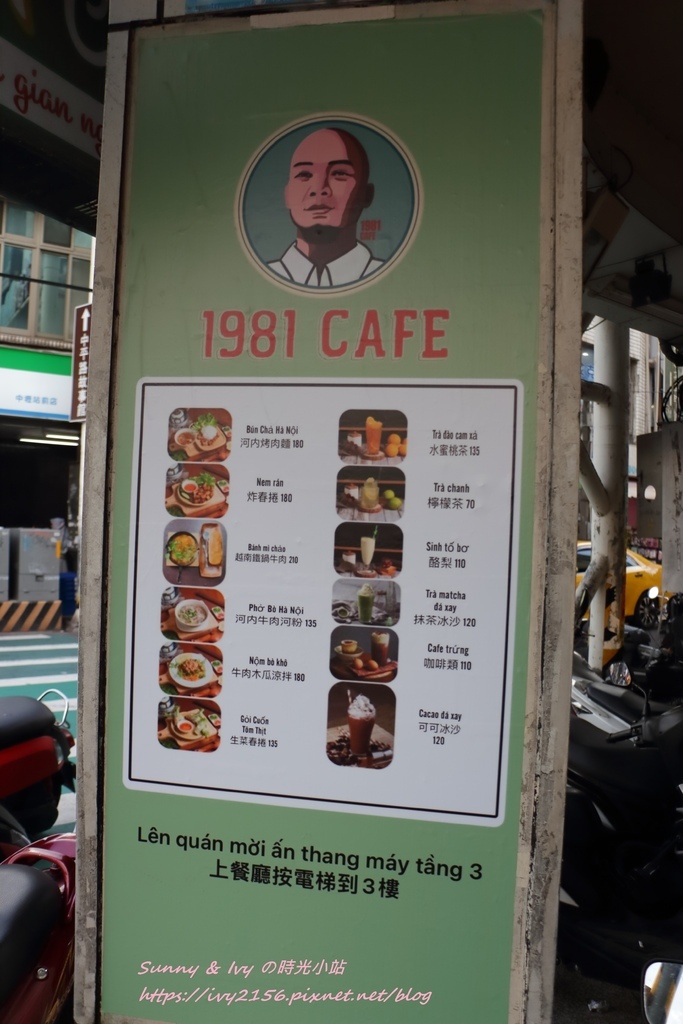 gian
中壢站前店
1981 CAFE
Bún Chả Hà Nội
河內烤肉麵 180
Nem rán
炸春捲 180
Bánh mì chảo
越南鐵鍋牛肉 210
Phở Bò Hà Nội
河內牛肉河粉 135
Nộm bò khô
牛肉木瓜涼拌 180
Gỏi Cuốn
Tôm Thịt
生菜春捲 135
Trà đào cam xả
水蜜桃茶 135
Trà chanh
檸檬茶 70
Sinh tố bơ
酪梨 110
Trà matcha
đá xay
抹茶冰沙 120
Cafe trứng
咖啡類 110
Cacao đá xay
可可冰沙
120
Lên quán mời ấn thang máy tầng 3
上餐廳按電梯到 3 樓
Sunny & Ivy の時光小站
https://ivy2156.pixnet.net/blog